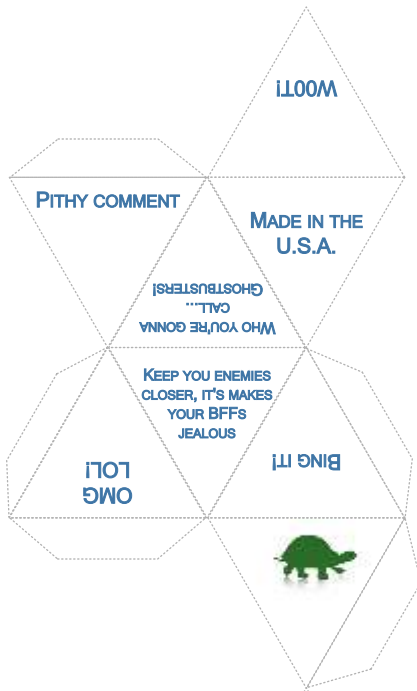 W00T!
PITHY COMMENT
MADE IN THE
U.S.A.
WHO YOU'RE GONNA
CALL....
GHOSTBUSTERS!
KEEP YOU ENEMIES
CLOSER, IT'S MAKES
YOUR BFFS
JEALOUS
OMG
LOL!
BING IT!